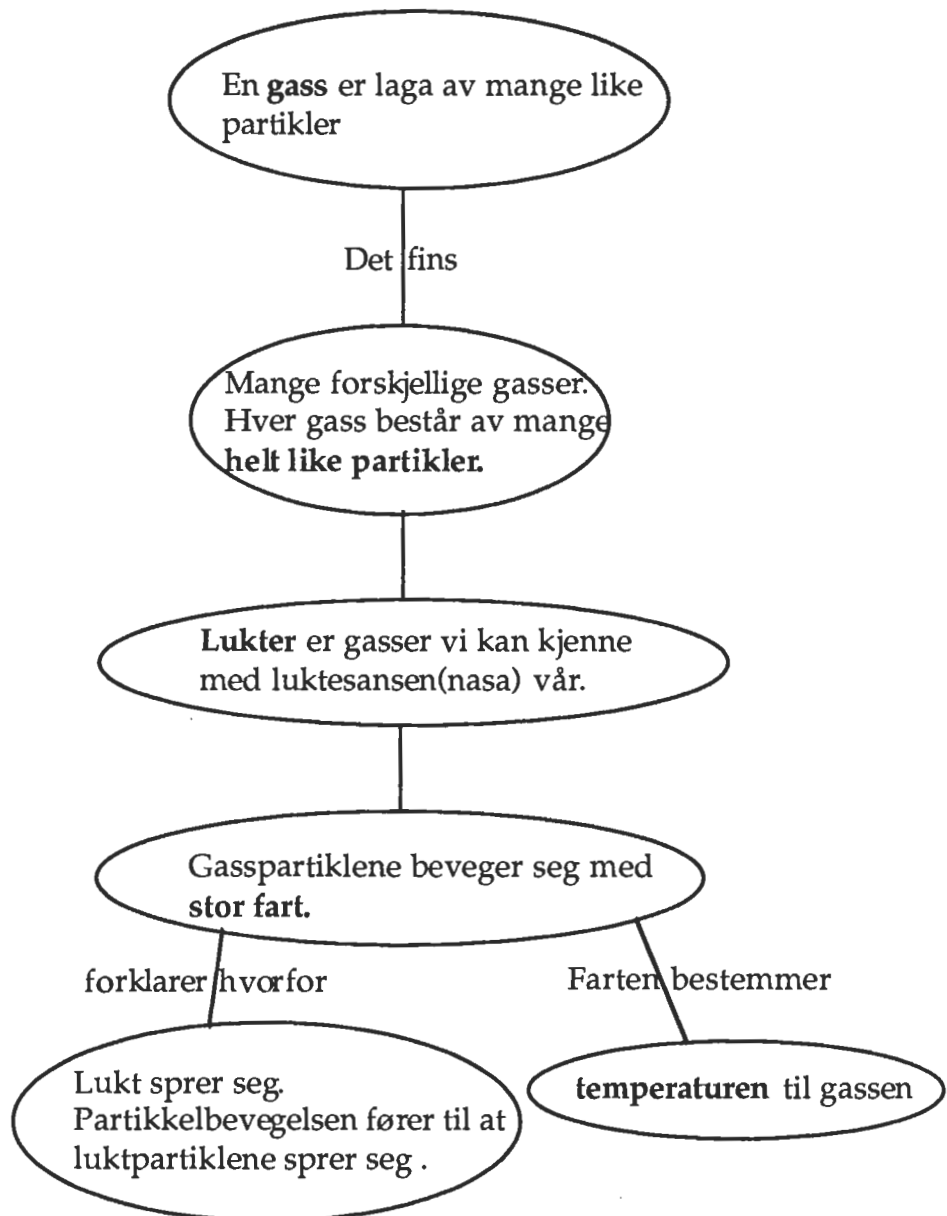 En gass er laga av mange like
partikler
Det fins
Mange forskjellige gasser.
Hver gass består av mange
helt like partikler.
Lukter er gasser vi kan kjenne
med luktesansen(nasa) vår.
Gasspartiklene beveger seg med
stor fart.
forklarer hvorfor
Farten bestemmer
Lukt sprer seg.
Partikkelbevegelsen fører til at
luktpartiklene sprer seg .
temperaturen til gassen